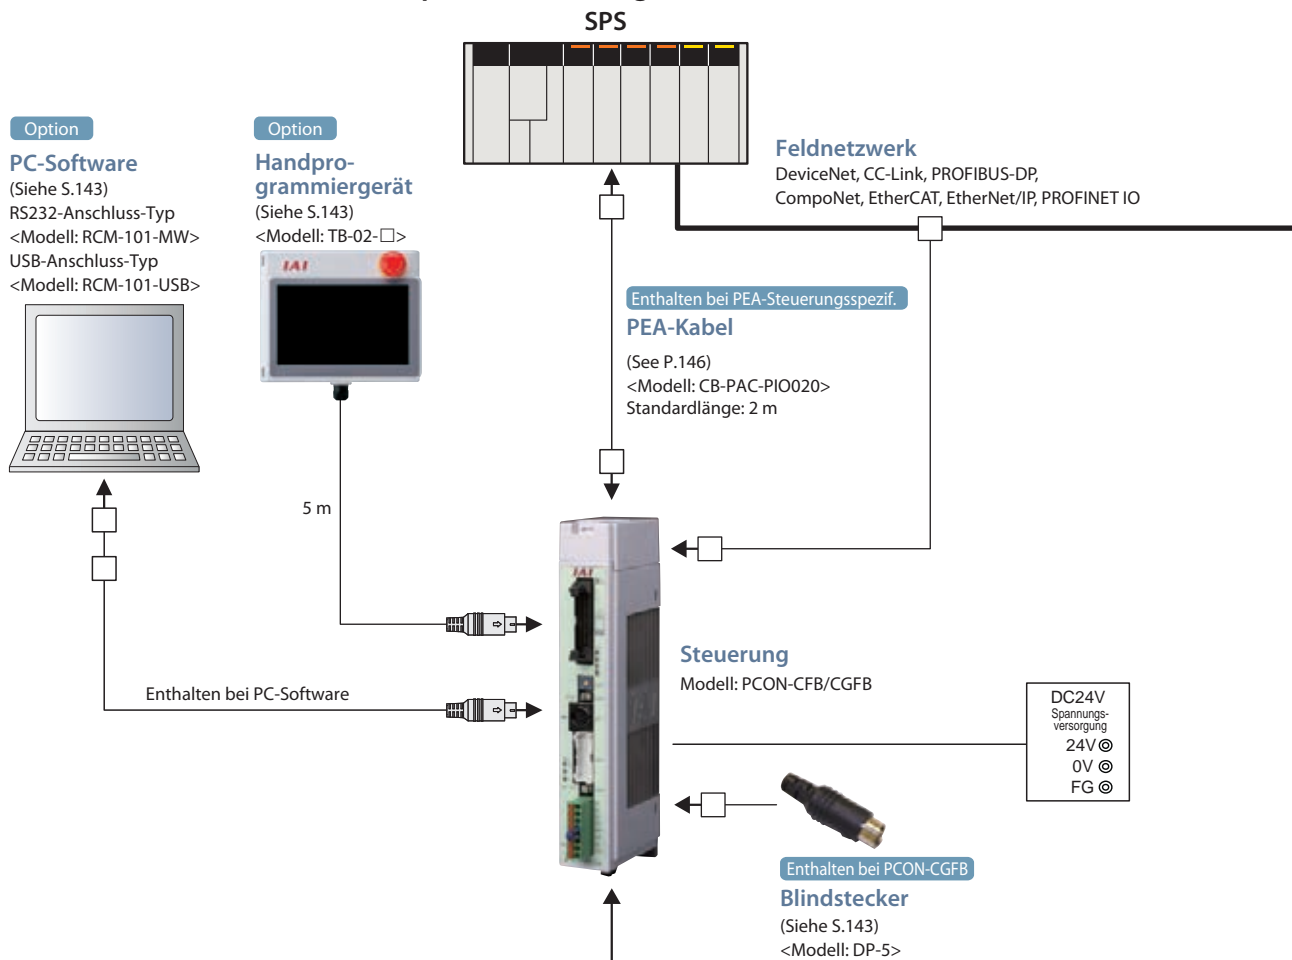 SPS
Option
PC-Software
(Siehe S.143)
RS232-Anschluss-Typ
<Modell: RCM-101-MW>
USB-Anschluss-Typ
<Modell: RCM-101-USB>
Option
Handpro-
grammiergerät
(Siehe S.143)
<Modell: TB-02-□>
IAI
Feldnetzwerk
DeviceNet, CC-Link, PROFIBUS-DP,
CompoNet, EtherCAT, EtherNet/IP, PROFINET IO
Enthalten bei PEA-Steuerungsspezif.
PEA-Kabel
(See P.146)
<Modell: CB-PAC-PIO020>
Standardlänge: 2 m
5 m
IAI
Enthalten bei PC-Software
Steuerung
Modell: PCON-CFB/CGFB
DC24V
Spannungs-
versorgung
24V
0V
FG
Enthalten bei PCON-CGFB
Blindstecker
(Siehe S.143)
<Modell: DP-5>